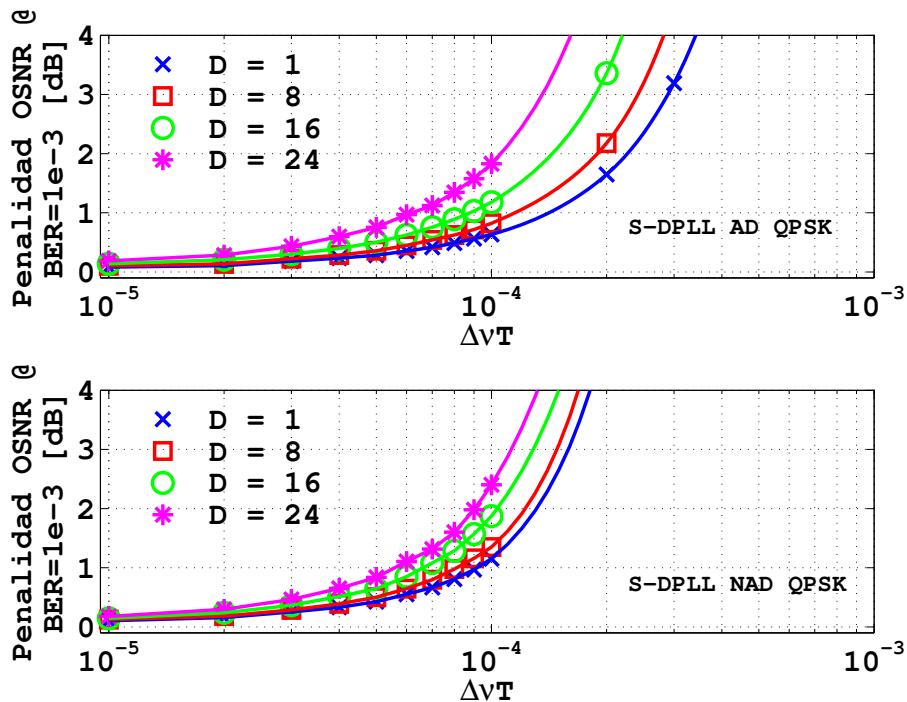 Penalidad OSNR @
BER=1e-3 [dB]
4
3
2
1
0
D = 1
D = 8
D = 16
D = 24
S-DPLL AD QPSK
10⁻⁵
10⁻⁴
10⁻³
ΔνT
Penalidad OSNR @
BER=1e-3 [dB]
4
3
2
1
0
D = 1
D = 8
D = 16
D = 24
S-DPLL NAD QPSK
10⁻⁵
10⁻⁴
10⁻³
ΔνT